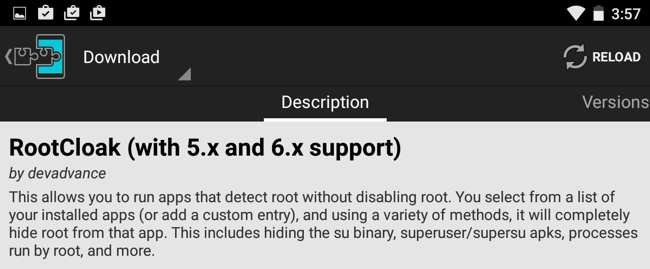 3:57
Download
RELOAD
Description
Versions
RootCloak (with 5.x and 6.x support)
by devadvance
This allows you to run apps that detect root without disabling root. You select from a list of
your installed apps (or add a custom entry), and using a variety of methods, it will completely
hide root from that app. This includes hiding the su binary, superuser/supersu apks, processes
run by root, and more.